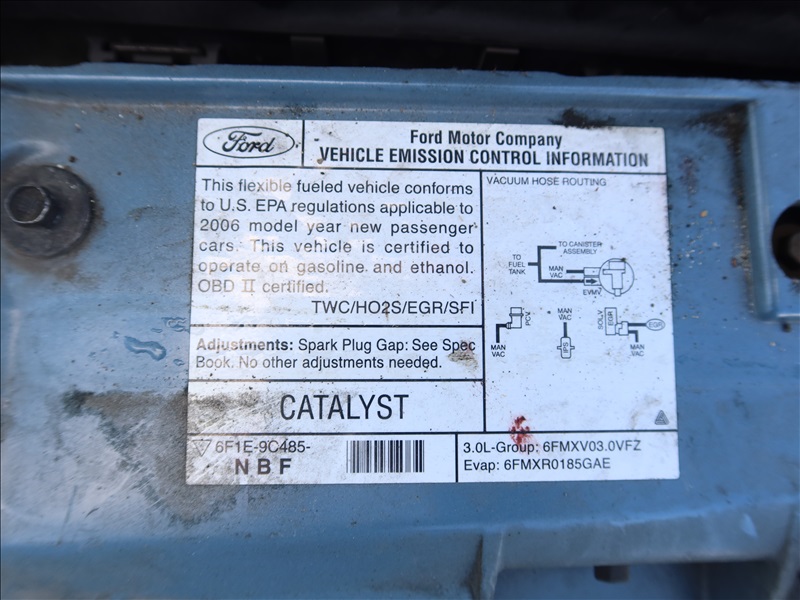 Ford
Ford Motor Company
VEHICLE EMISSION CONTROL INFORMATION
This flexible fueled vehicle conforms
to U.S. EPA regulations applicable to
2006 model year new passenger
cars. This vehicle is certified to
operate on gasoline and ethanol.
OBD II certified.
TWC/HO2S/EGR/SFI
Adjustments: Spark Plug Gap: See Spec
Book. No other adjustments needed.
CATALYST
6F1E-9C485-
NBF
VACUUM HOSE ROUTING
TO CANISTER
ASSEMBLY
TO
FUEL
TANK
MAN
VAC
EVMV
MAN
VAC
PCV
MAN
VAC
IPS
SOL/V
EGR
EGR
MAN
VAC
3.0L-Group: 6FMXV03.0VFZ
Evap: 6FMXR0185GAE